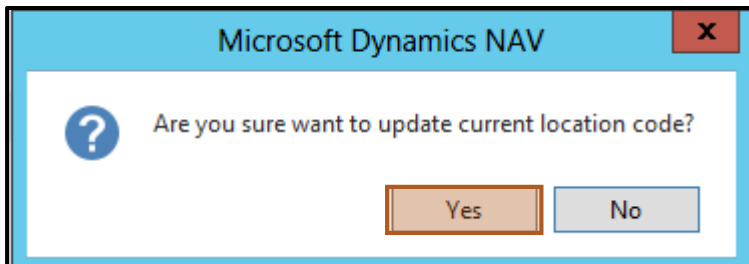 Microsoft Dynamics NAV
x
?
Are you sure want to update current location code?
Yes No